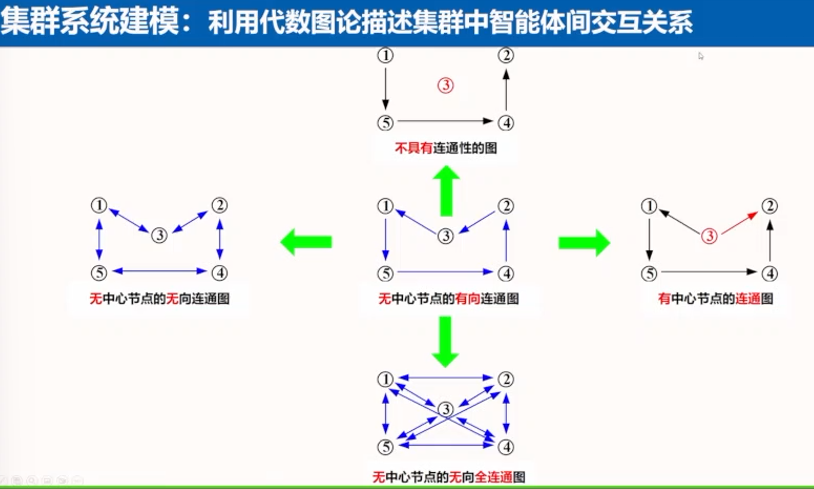 集群系统建模：利用代数图论描述集群中智能体间交互关系
① ②
③
⑤ ④
不具有连通性的图
① ②
③
⑤ ④
无中心节点的无向连通图
① ②
③
⑤ ④
无中心节点的有向连通图
① ②
③
⑤ ④
有中心节点的连通图
① ②
③
⑤ ④
无中心节点的无向全连通图